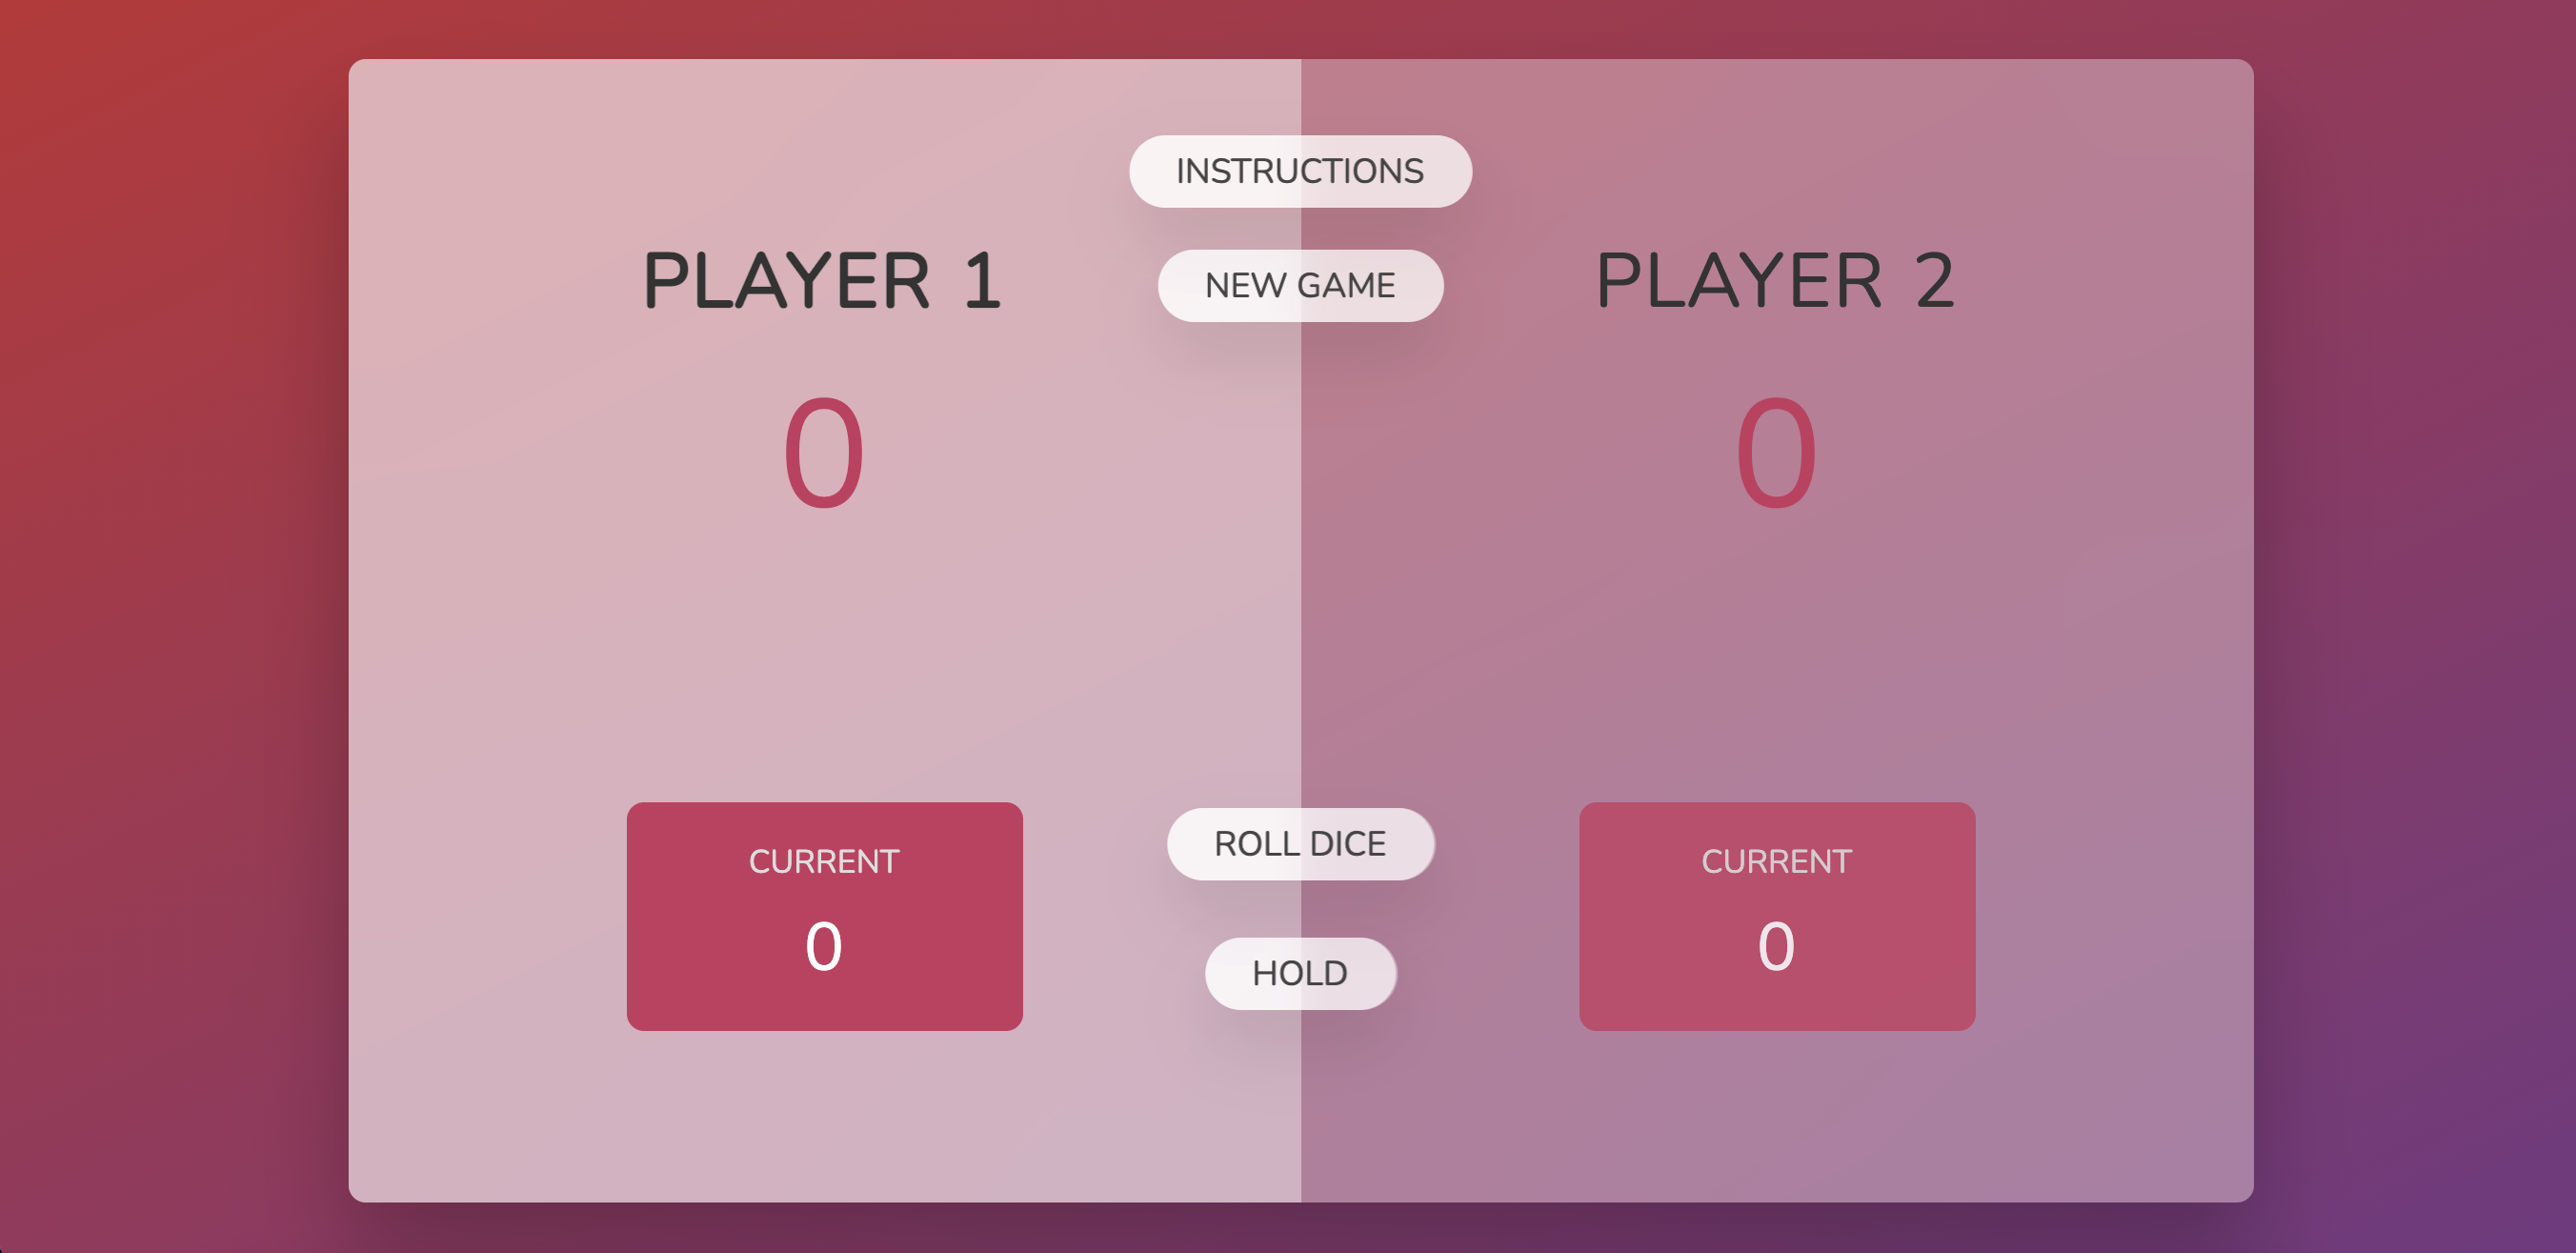 INSTRUCTIONS
NEW GAME
PLAYER 1
0
CURRENT
0
PLAYER 2
0
CURRENT
0
ROLL DICE
HOLD